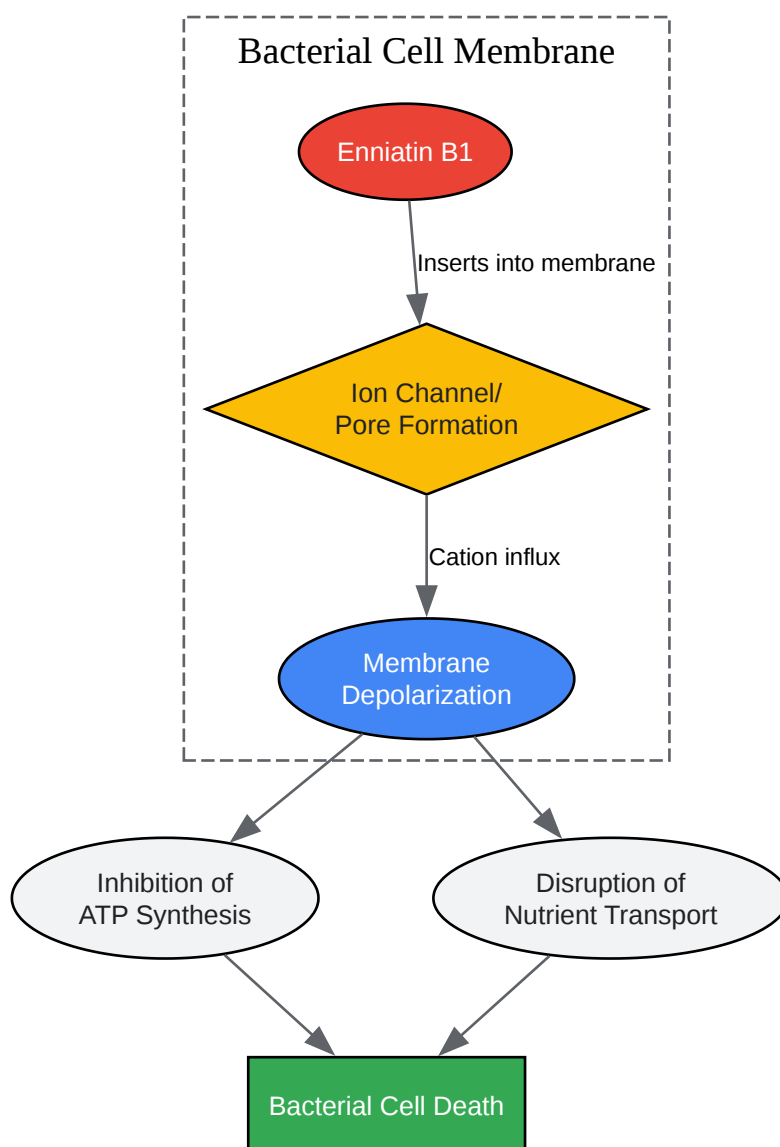 Bacterial Cell Membrane
Enniatin B1
Inserts into membrane
Ion Channel/
Pore Formation
Cation influx
Membrane
Depolarization
Inhibition of
ATP Synthesis
Disruption of
Nutrient Transport
Bacterial Cell Death